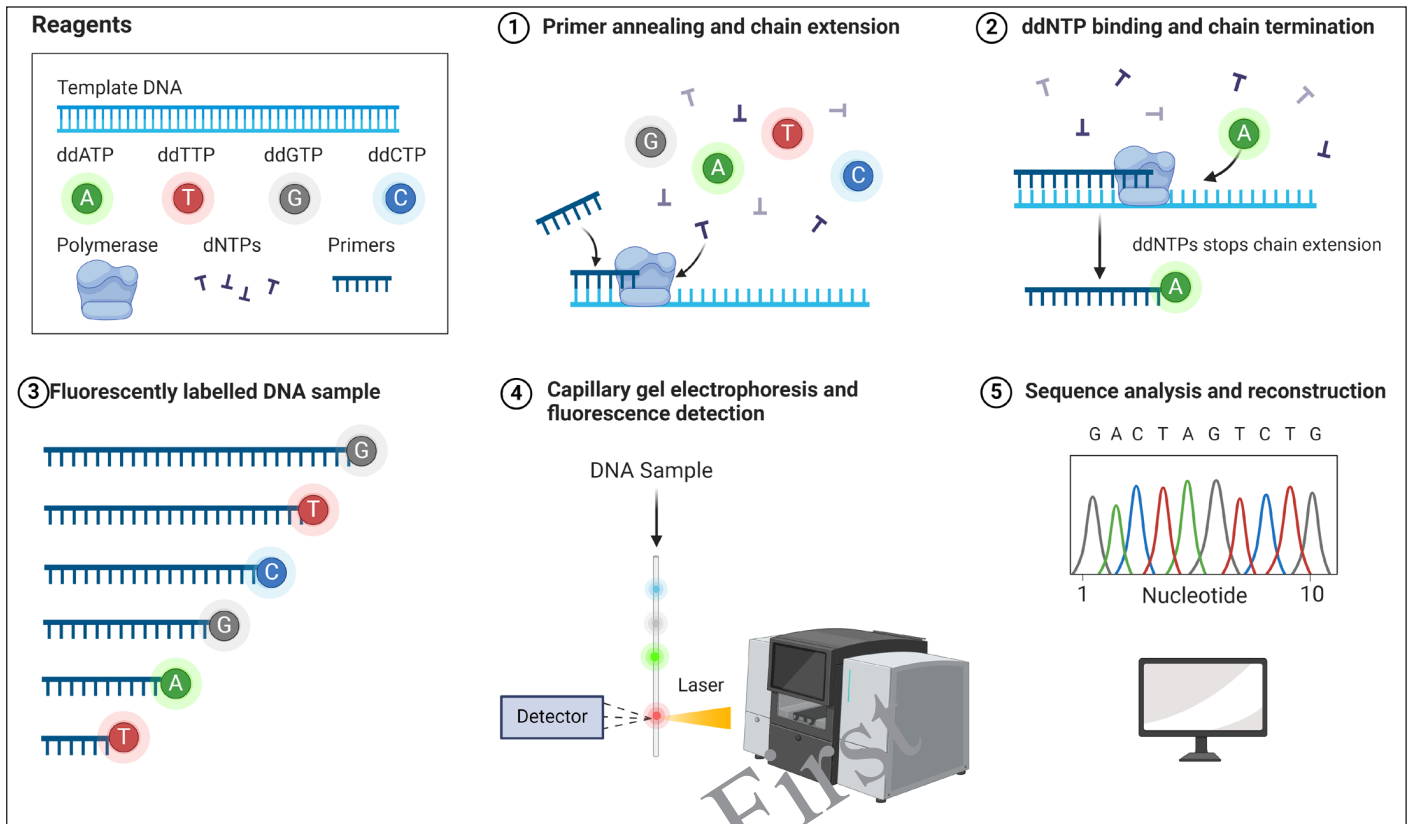 Reagents
Template DNA
ddATP ddTTP ddGTP ddCTP
A T G C
Polymerase dNTPs Primers
1 Primer annealing and chain extension
G A T C
2 ddNTP binding and chain termination
A
ddNTPs stops chain extension
A
3 Fluorescently labelled DNA sample
G
T
C
G
A
T
4 Capillary gel electrophoresis and
fluorescence detection
DNA Sample
Laser
Detector
First
5 Sequence analysis and reconstruction
G A C T A G T C T G
1 Nucleotide 10